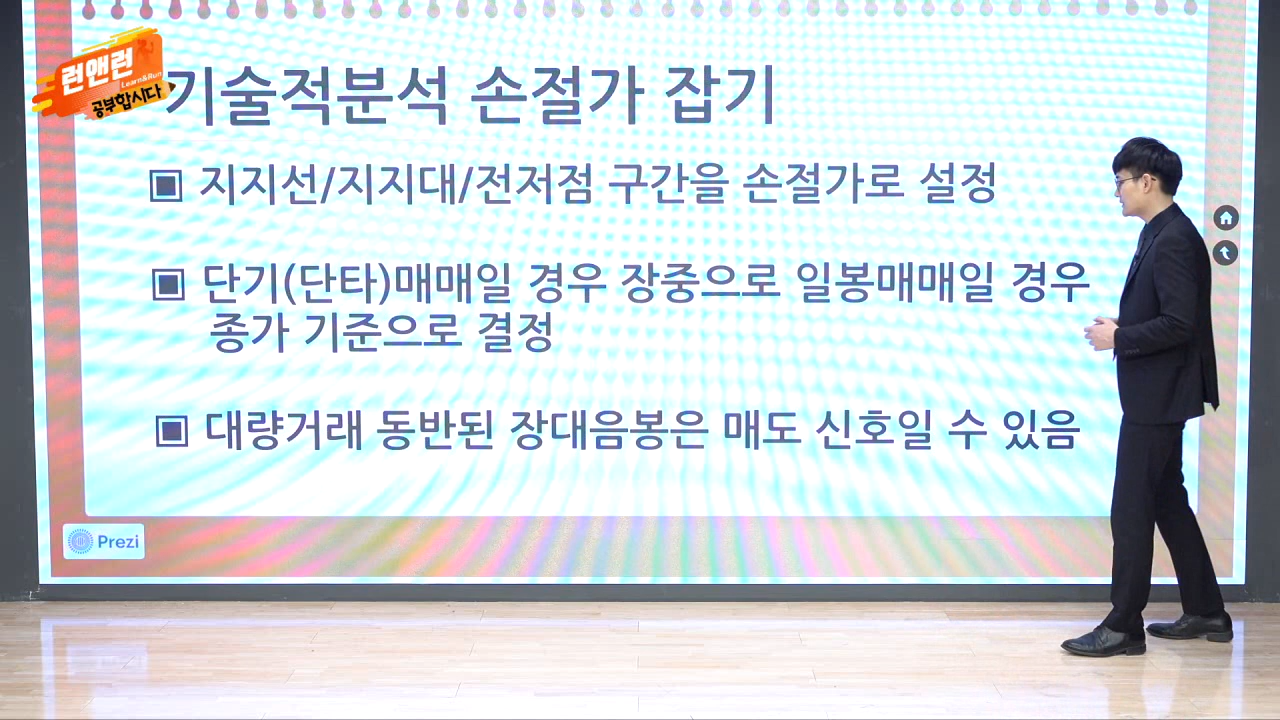 런앤런
Learn&Run
공부합시다
기술적분석 손절가 잡기
▣ 지지선/지지대/전저점 구간을 손절가로 설정
▣ 단기(단타)매매일 경우 장중으로 일봉매매일 경우
종가 기준으로 결정
▣ 대량거래 동반된 장대음봉은 매도 신호일 수 있음
Prezi